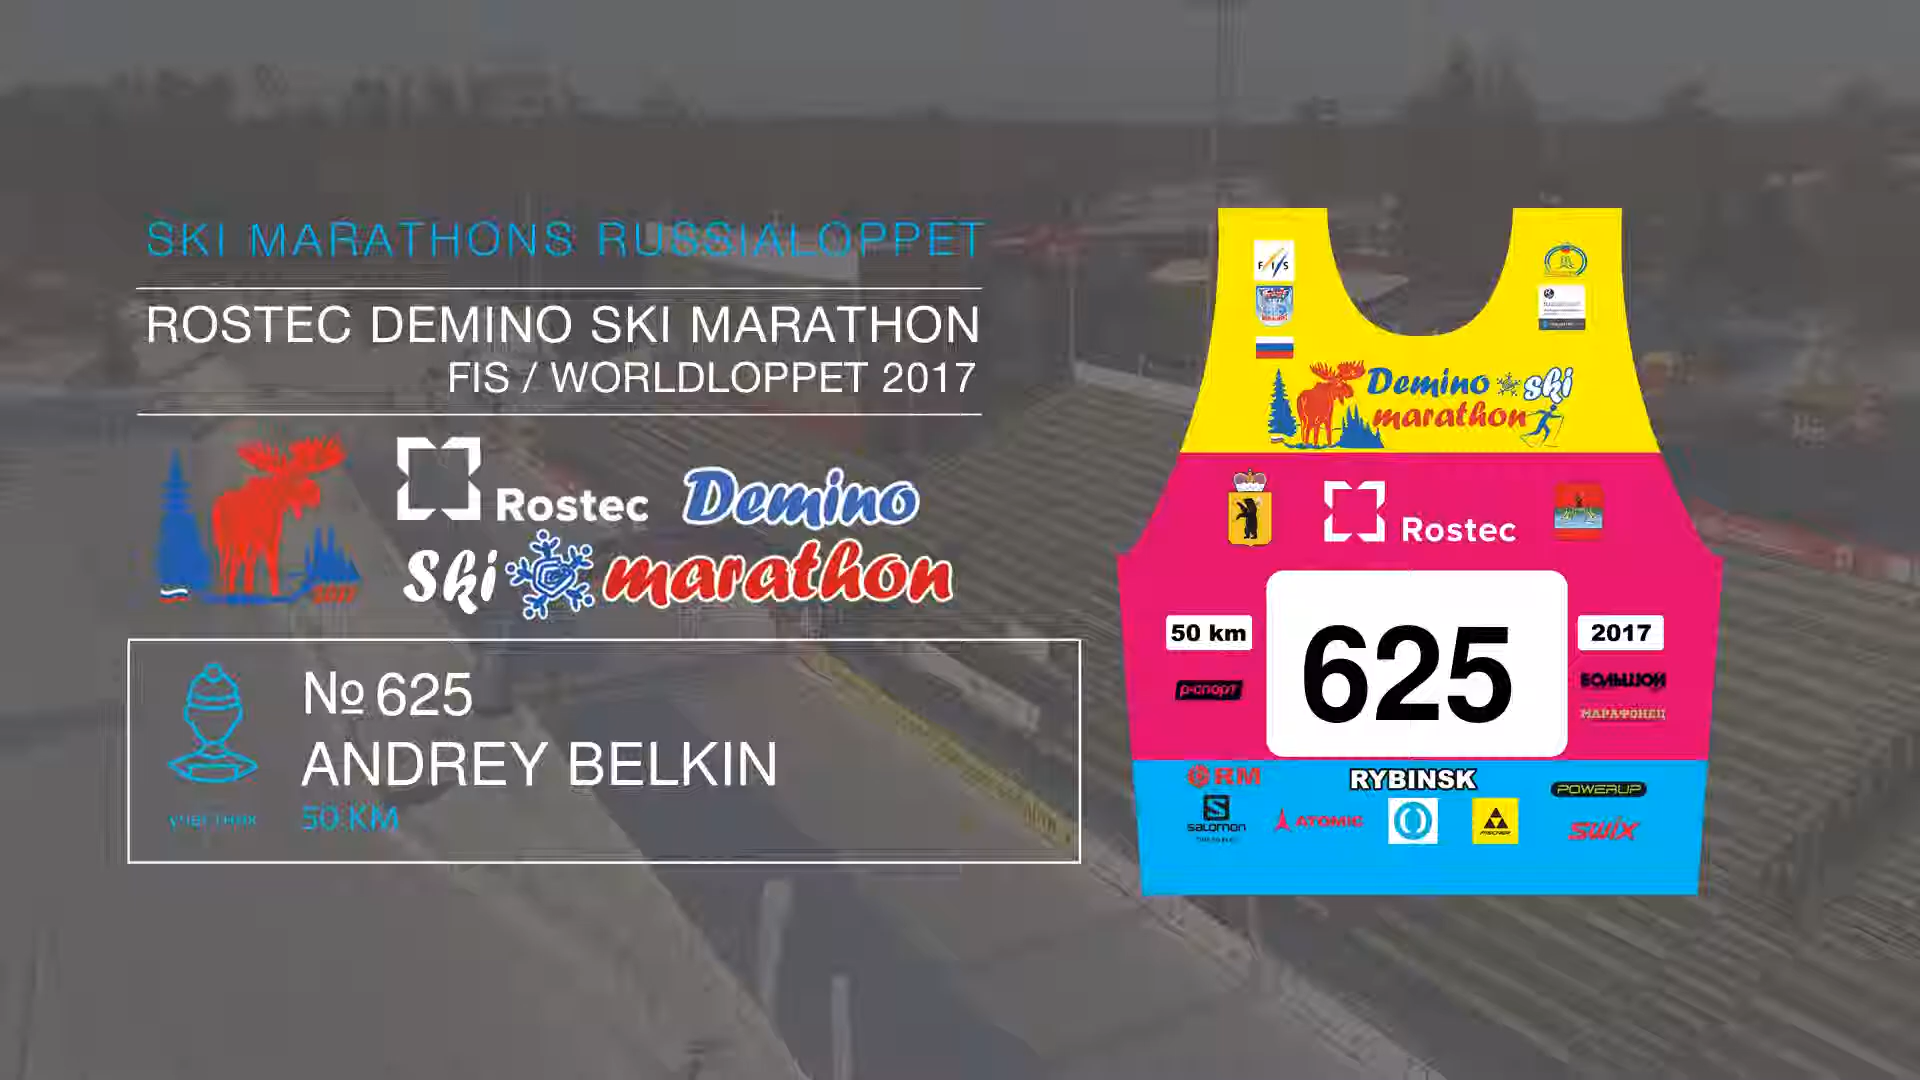 SKI MARATHONS RUSSIALOPPET
ROSTEC DEMINO SKI MARATHON
FIS / WORLDLOPPET 2017
2017
Rostec Demino
Ski marathon
№ 625
ANDREY BELKIN
участник
50 KM
FIS
Demino ski
marathon
Rostec
50 km
625
2017
р-спорт
БОЛЬШОЙ
МАРАФОНЕЦ
RM
RYBINSK
POWERUP
SALOMON
ATOMIC
FISCHER
SWIX